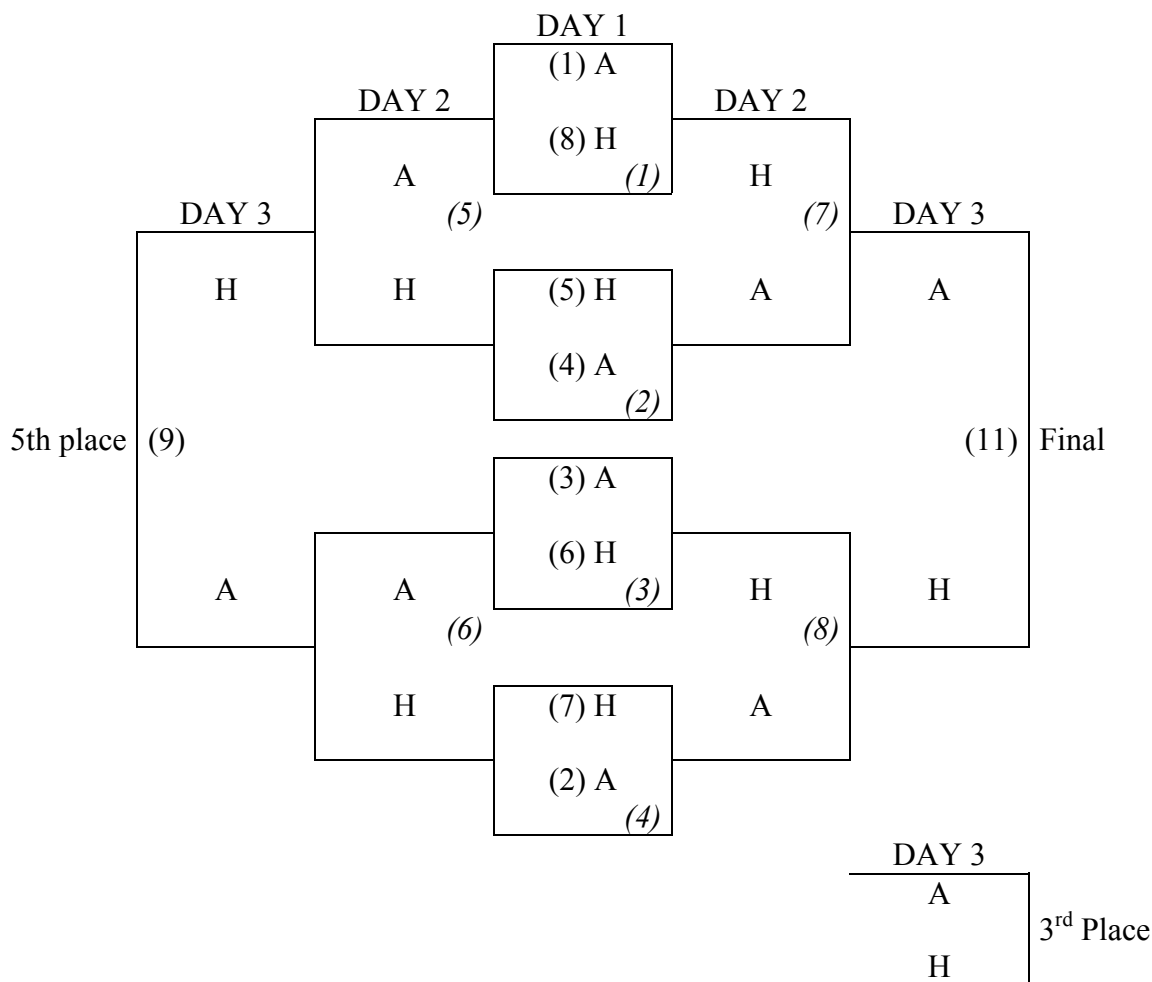 DAY 1
(1) A
DAY 2 DAY 2
(8) H
A (1) H
(5) (7)
DAY 3 DAY 3
H H (5) H A A
(4) A
(2)
5th place (9) (11) Final
(3) A
(6) H
A A (3) H H
(6) (8)
H (7) H A
(2) A
(4)
DAY 3
A
3rd Place
H